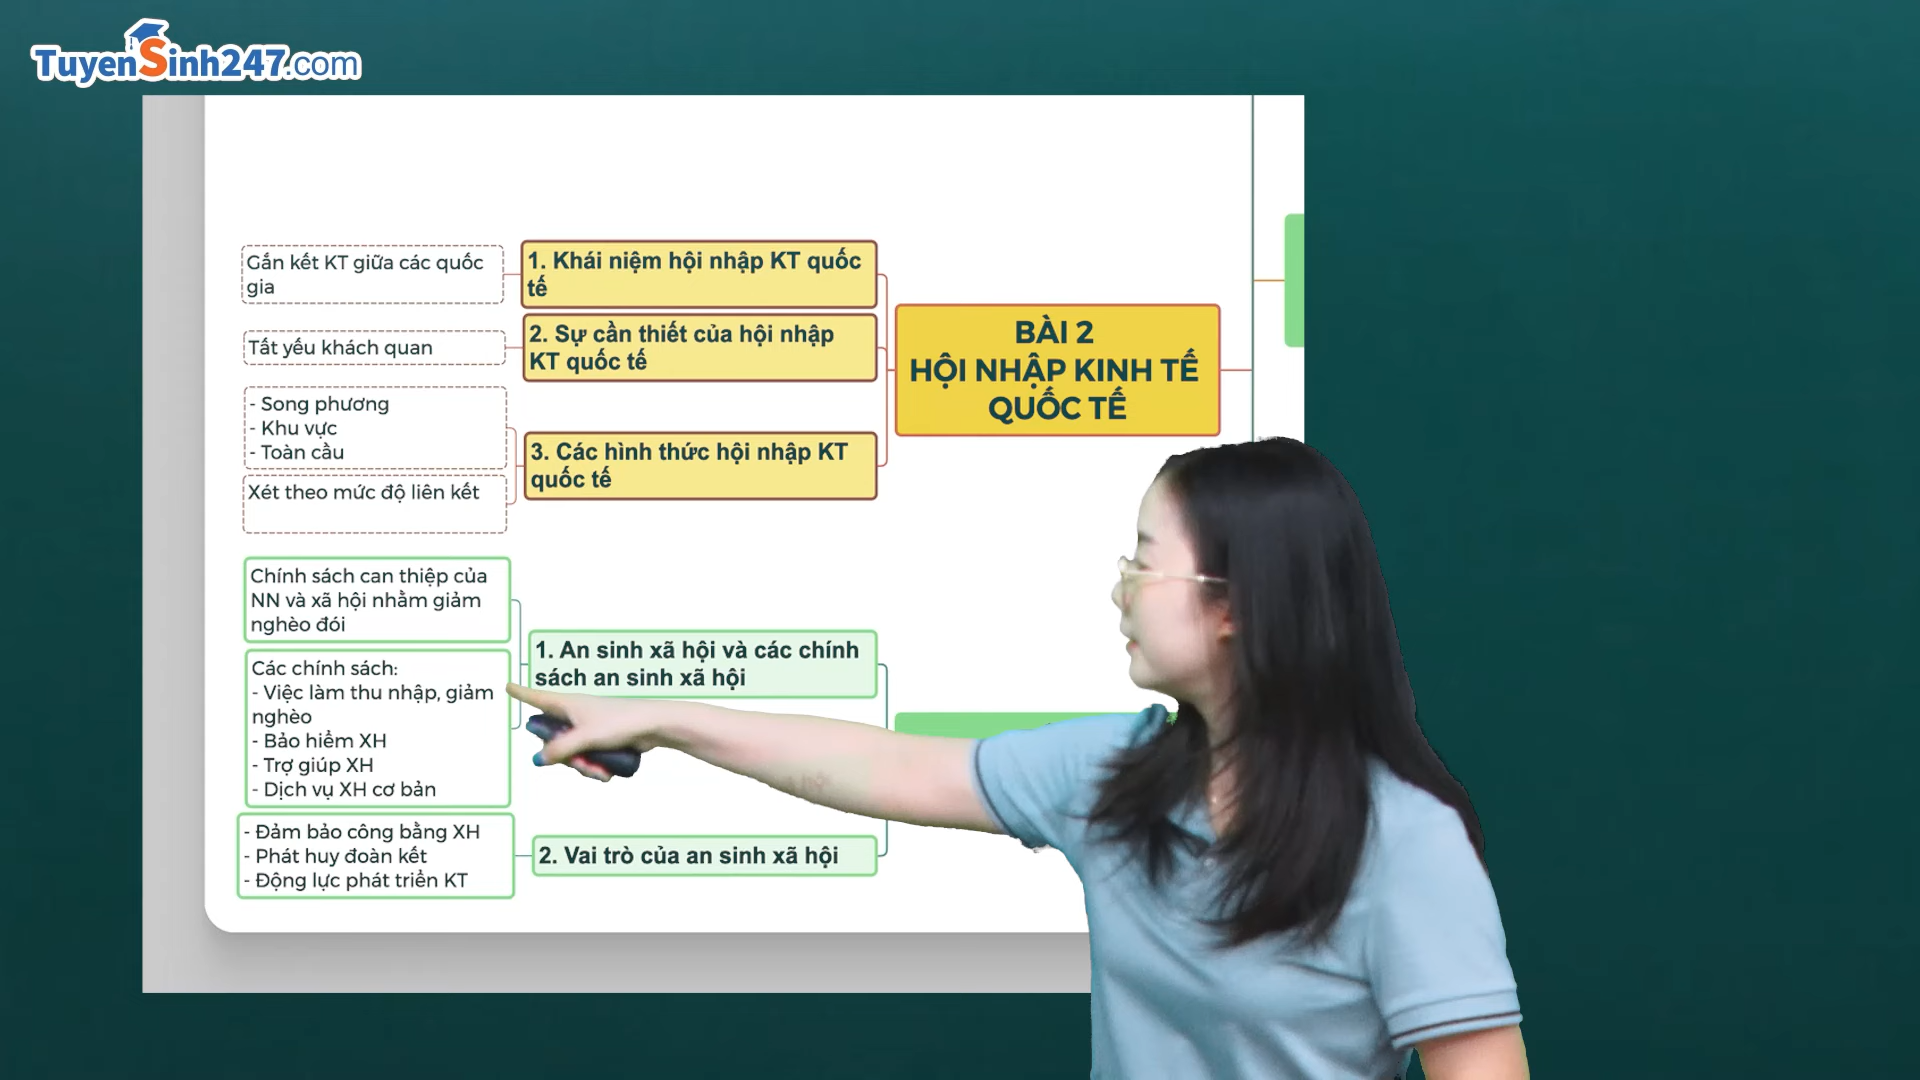 TuyenSinh247.com
Gắn kết KT giữa các quốc
gia
1. Khái niệm hội nhập KT quốc
tế
Tất yếu khách quan
2. Sự cần thiết của hội nhập
KT quốc tế
- Song phương
- Khu vực
- Toàn cầu
Xét theo mức độ liên kết
3. Các hình thức hội nhập KT
quốc tế
BÀI 2
HỘI NHẬP KINH TẾ
QUỐC TẾ
Chính sách can thiệp của
NN và xã hội nhằm giảm
nghèo đói
Các chính sách:
- Việc làm thu nhập, giảm
nghèo
- Bảo hiểm XH
- Trợ giúp XH
- Dịch vụ XH cơ bản
1. An sinh xã hội và các chính
sách an sinh xã hội
- Đảm bảo công bằng XH
- Phát huy đoàn kết
- Động lực phát triển KT
2. Vai trò của an sinh xã hội